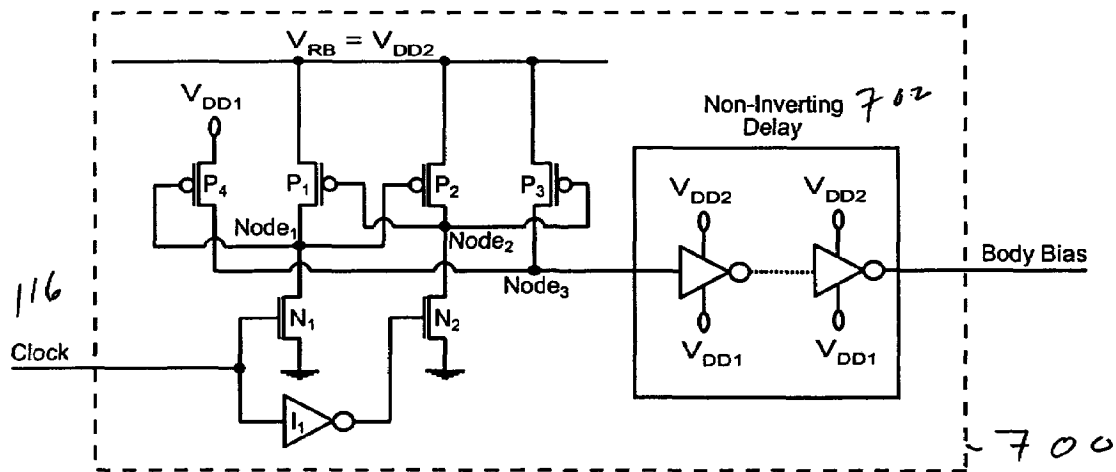 V_RB = V_DD2
V_DD1
Non-Inverting 702
Delay
P_4
P_1
P_2
P_3
V_DD2
V_DD2
Node_1
Node_2
Node_3
Body Bias
116
N_1
N_2
V_DD1
V_DD1
Clock
I_1
700